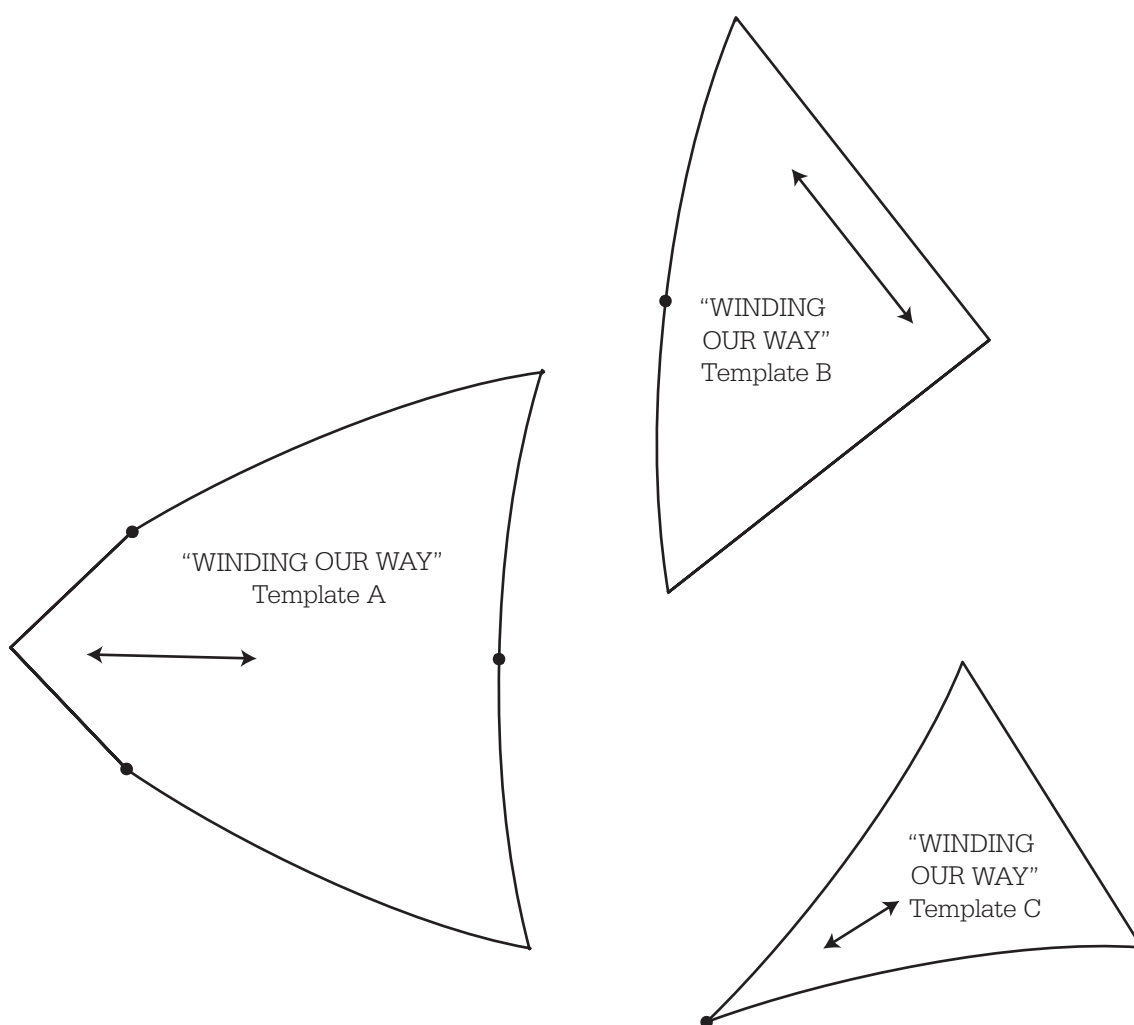 “WINDING
OUR WAY”
Template B
“WINDING OUR WAY”
Template A
“WINDING
OUR WAY”
Template C